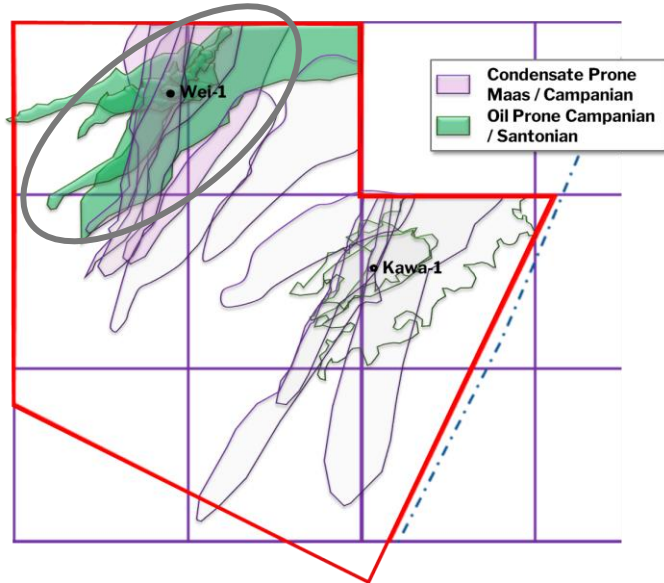 Wei-1
Condensate Prone
Maas / Campanian
Oil Prone Campanian
/ Santonian
Kawa-1